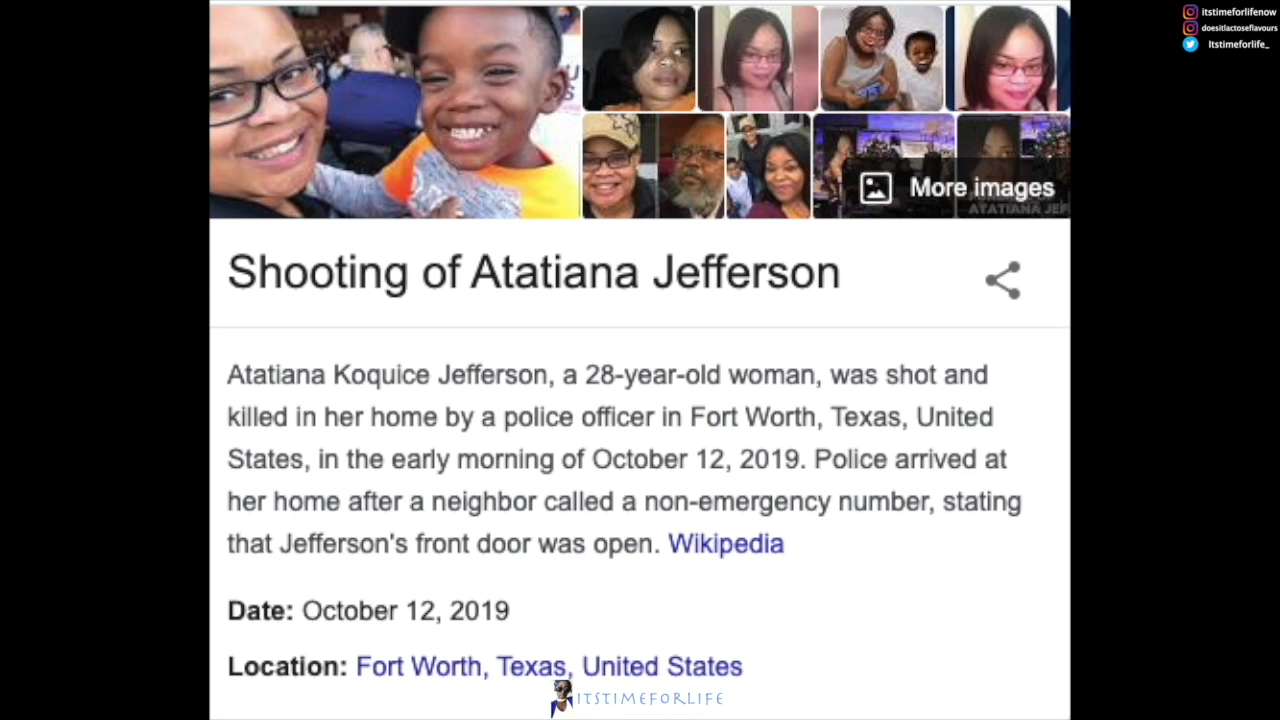 itstimeforlifenow
doesitlactoseflavours
Itstimeforlife_
More images
ATATIANA JEF
Shooting of Atatiana Jefferson
Atatiana Koquice Jefferson, a 28-year-old woman, was shot and
killed in her home by a police officer in Fort Worth, Texas, United
States, in the early morning of October 12, 2019. Police arrived at
her home after a neighbor called a non-emergency number, stating
that Jefferson's front door was open. Wikipedia
Date: October 12, 2019
Location: Fort Worth, Texas, United States
ITSTIMEFORLIFE